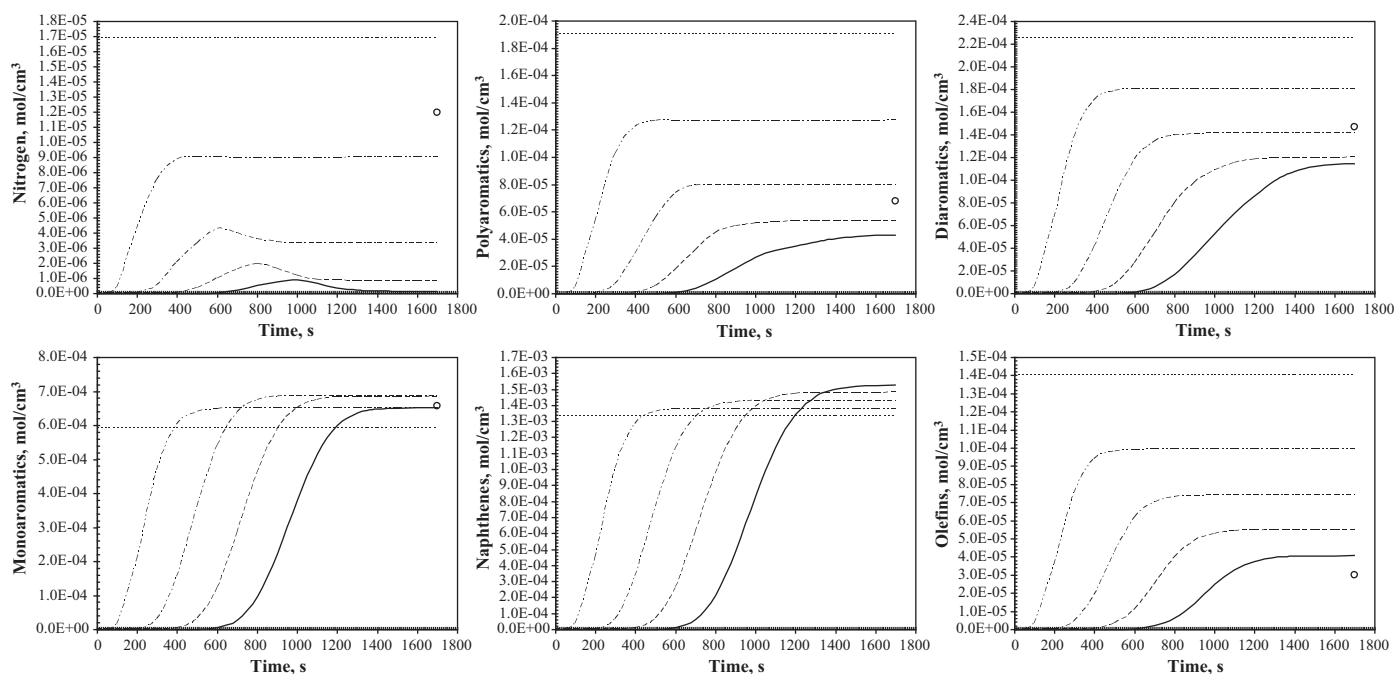 Nitrogen, mol/cm³
1.8E-05
1.7E-05
1.6E-05
1.5E-05
1.4E-05
1.3E-05
1.2E-05
1.1E-05
1.0E-05
9.0E-06
8.0E-06
7.0E-06
6.0E-06
5.0E-06
4.0E-06
3.0E-06
2.0E-06
1.0E-06
0.0E+00
0 200 400 600 800 1000 1200 1400 1600 1800
Time, s
Polyaromatics, mol/cm³
2.0E-04
1.8E-04
1.6E-04
1.4E-04
1.2E-04
1.0E-04
8.0E-05
6.0E-05
4.0E-05
2.0E-05
0.0E+00
0 200 400 600 800 1000 1200 1400 1600 1800
Time, s
Diaromatics, mol/cm³
2.4E-04
2.2E-04
2.0E-04
1.8E-04
1.6E-04
1.4E-04
1.2E-04
1.0E-04
8.0E-05
6.0E-05
4.0E-05
2.0E-05
0.0E+00
0 200 400 600 800 1000 1200 1400 1600 1800
Time, s
Monoaromatics, mol/cm³
8.0E-04
7.0E-04
6.0E-04
5.0E-04
4.0E-04
3.0E-04
2.0E-04
1.0E-04
0.0E+00
0 200 400 600 800 1000 1200 1400 1600 1800
Time, s
Naphthenes, mol/cm³
1.7E-03
1.6E-03
1.5E-03
1.4E-03
1.3E-03
1.2E-03
1.1E-03
1.0E-03
9.0E-04
8.0E-04
7.0E-04
6.0E-04
5.0E-04
4.0E-04
3.0E-04
2.0E-04
1.0E-04
0.0E+00
0 200 400 600 800 1000 1200 1400 1600 1800
Time, s
Olefins, mol/cm³
1.5E-04
1.4E-04
1.3E-04
1.2E-04
1.1E-04
1.0E-04
9.0E-05
8.0E-05
7.0E-05
6.0E-05
5.0E-05
4.0E-05
3.0E-05
2.0E-05
1.0E-05
0.0E+00
0 200 400 600 800 1000 1200 1400 1600 1800
Time, s